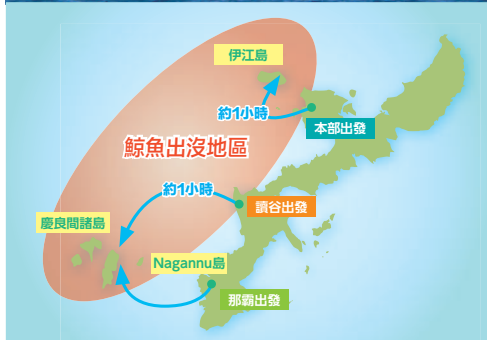 伊江島
約1小時
本部出發
鯨魚出沒地區
約1小時
讀谷出發
慶良間諸島
Nagannu島
那霸出發